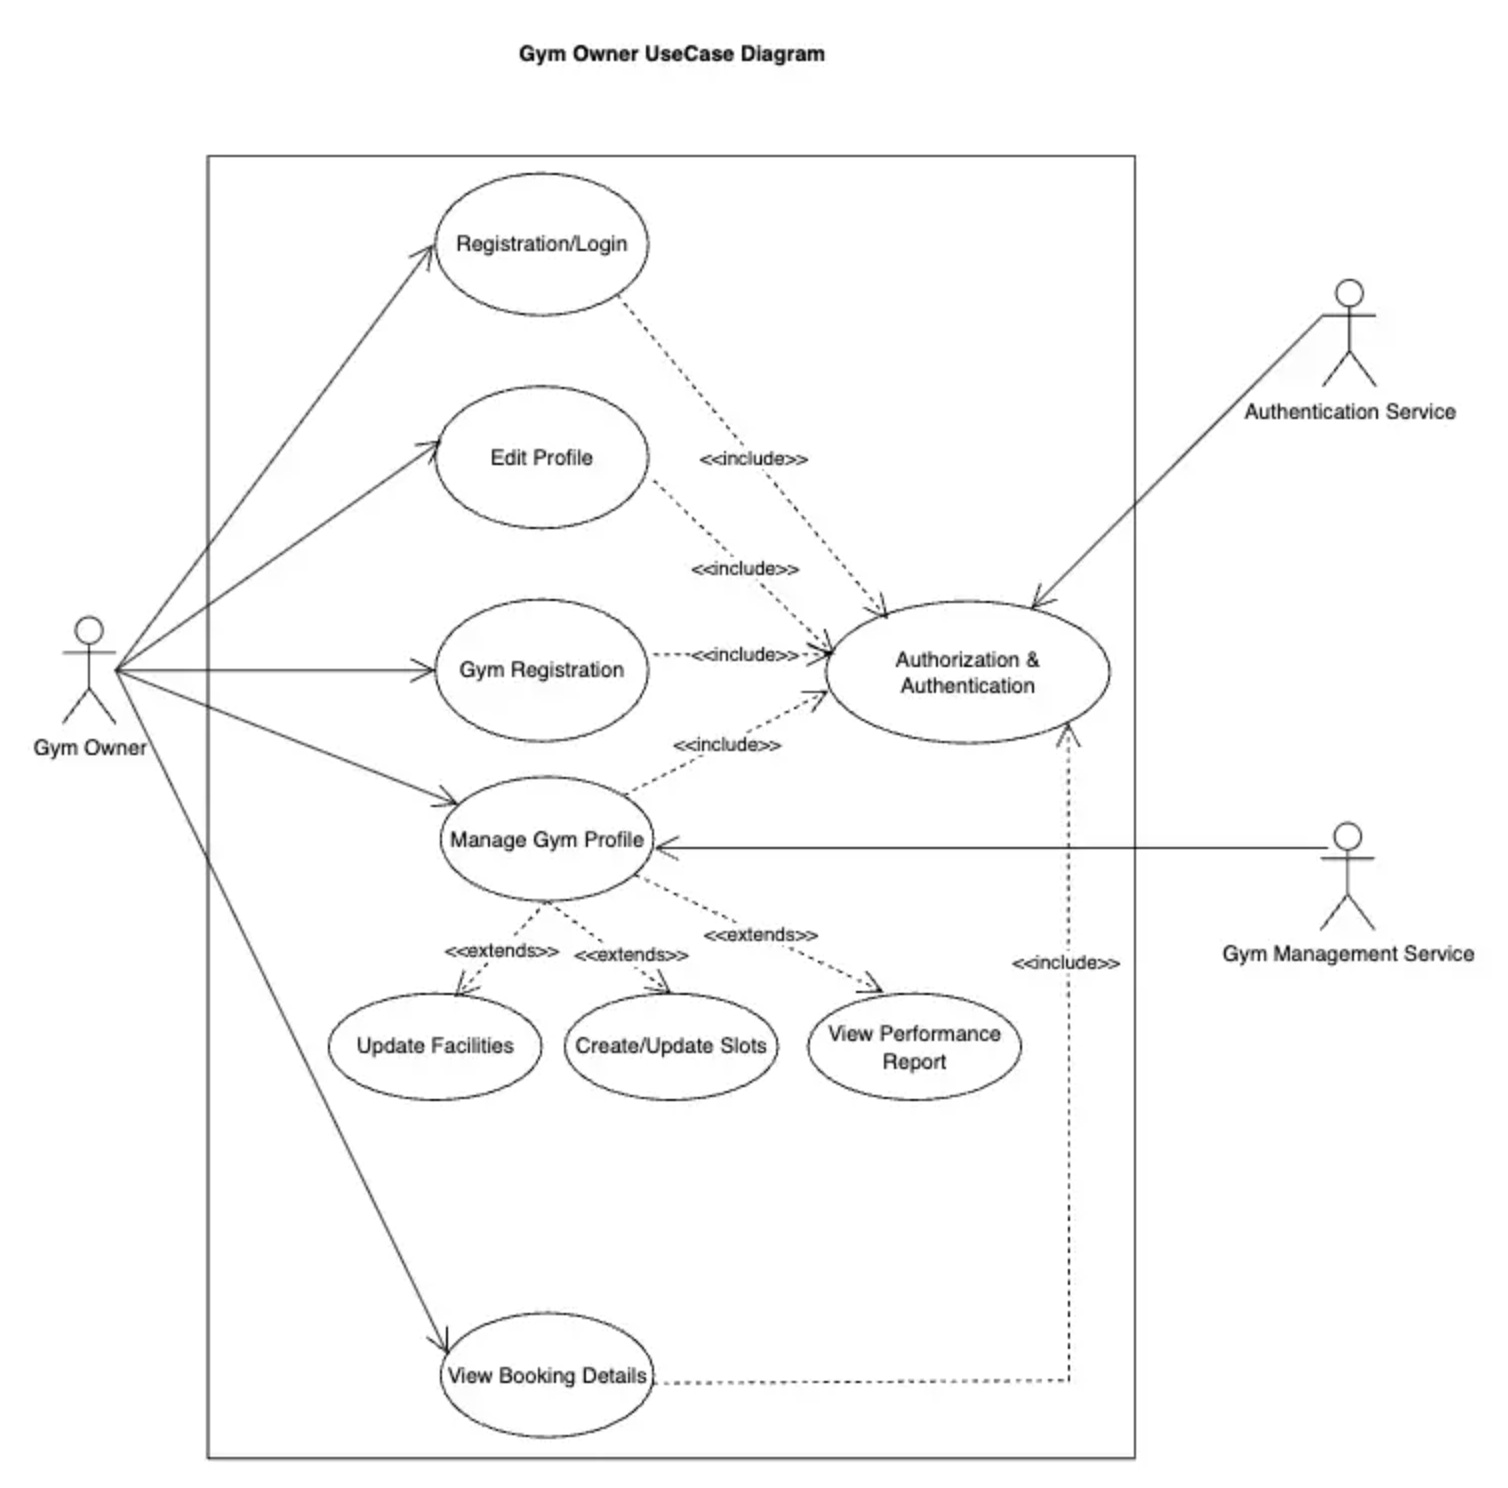 Gym Owner UseCase Diagram
Registration/Login
Authentication Service
Edit Profile
<<include>>
<<include>>
Gym Owner
Gym Registration
<<include>>
Authorization &
Authentication
<<include>>
Manage Gym Profile
Gym Management Service
<<extends>>
<<extends>>
<<extends>>
<<include>>
Update Facilities
Create/Update Slots
View Performance
Report
View Booking Details